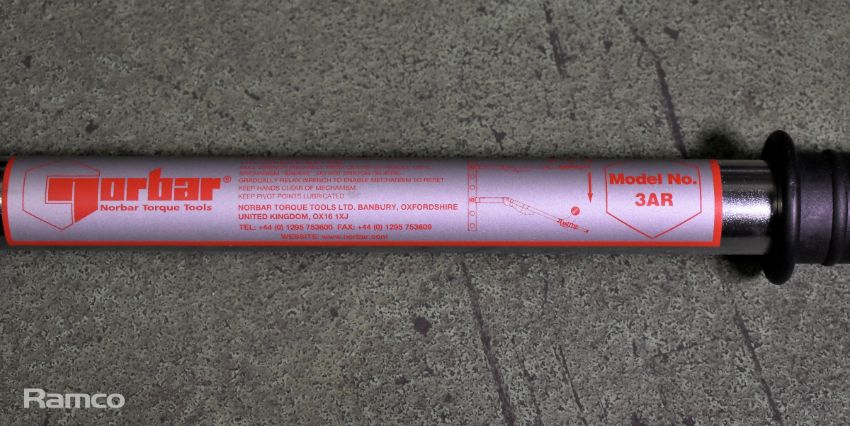 norbar®
Norbar Torque Tools
GRADUALLY RELAX WRENCH TO ENABLE MECHANISM TO RESET.
KEEP HANDS CLEAR OF MECHANISM.
KEEP PIVOT POINTS LUBRICATED.
NORBAR TORQUE TOOLS LTD. BANBURY, OXFORDSHIRE
UNITED KINGDOM, OX16 1XJ
TEL: +44 (0) 1295 753600 FAX: +44 (0) 1295 753609
WEBSITE: www.norbar.com
Model No.
3AR
Ramco